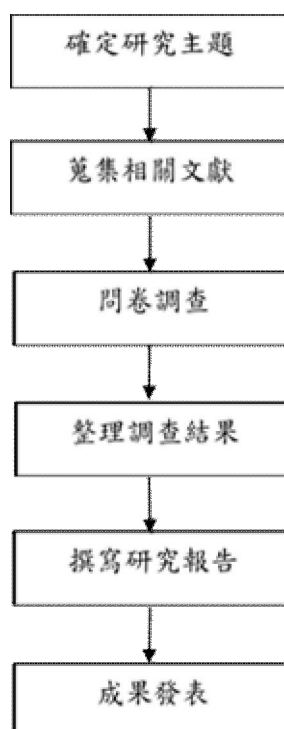 確定研究主題
蒐集相關文獻
問卷調查
整理調查結果
撰寫研究報告
成果發表